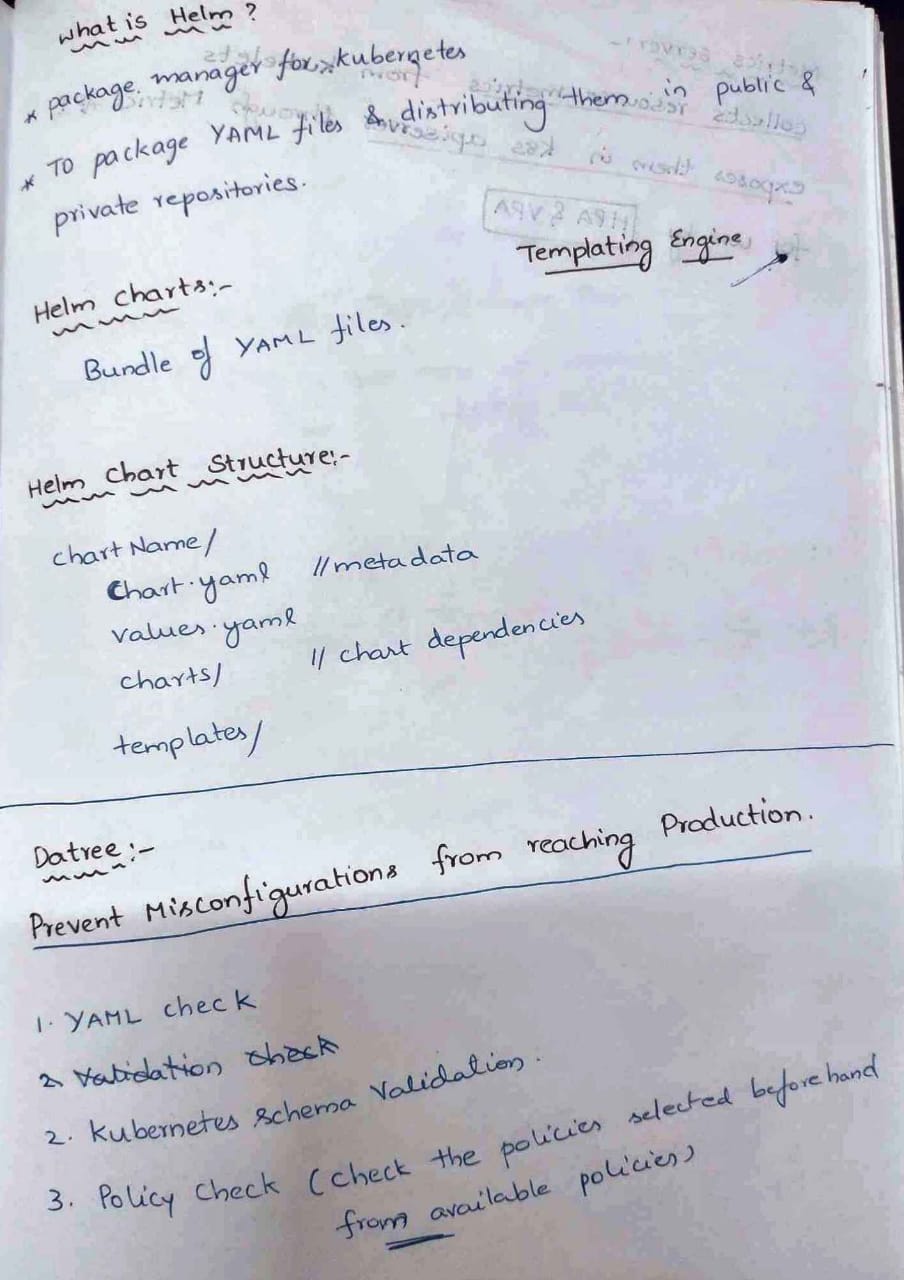 What is Helm ?
* package manager for kubernetes
* To package YAML files & distributing them in public &
private repositories.
Templating Engine
Helm charts:-
Bundle of YAML files.
Helm Chart Structure:-
chart Name/
Chart.yaml //metadata
values.yaml
charts/ // chart dependencies
templates/
Datree:-
Prevent Misconfigurations from reaching Production.
1. YAML check
2 Validation check
2. Kubernetes Schema Validation.
3. Policy Check (Check the policies selected beforehand
from available policies)